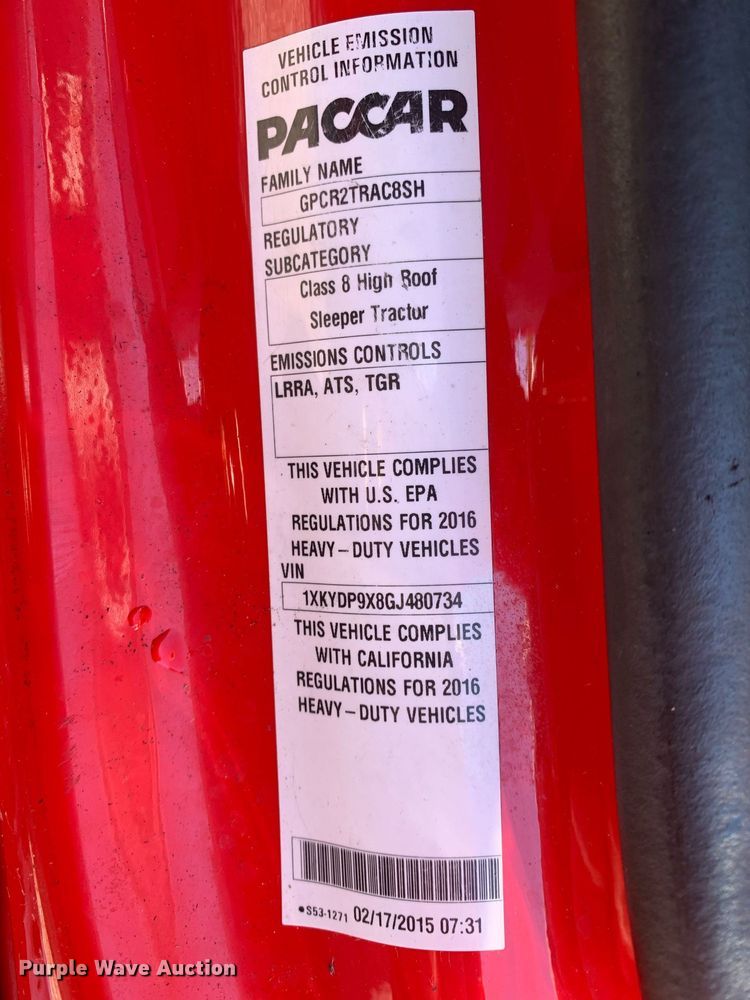 VEHICLE EMISSION
CONTROL INFORMATION
PACCAR
FAMILY NAME
GPCR2TRAC8SH
REGULATORY
SUBCATEGORY
Class 8 High Roof
Sleeper Tractor
EMISSIONS CONTROLS
LRRA, ATS, TGR
THIS VEHICLE COMPLIES
WITH U.S. EPA
REGULATIONS FOR 2016
HEAVY–DUTY VEHICLES
VIN
1XKYDP9X8GJ480734
THIS VEHICLE COMPLIES
WITH CALIFORNIA
REGULATIONS FOR 2016
HEAVY–DUTY VEHICLES
• S53-1271 02/17/2015 07:31
Purple Wave Auction